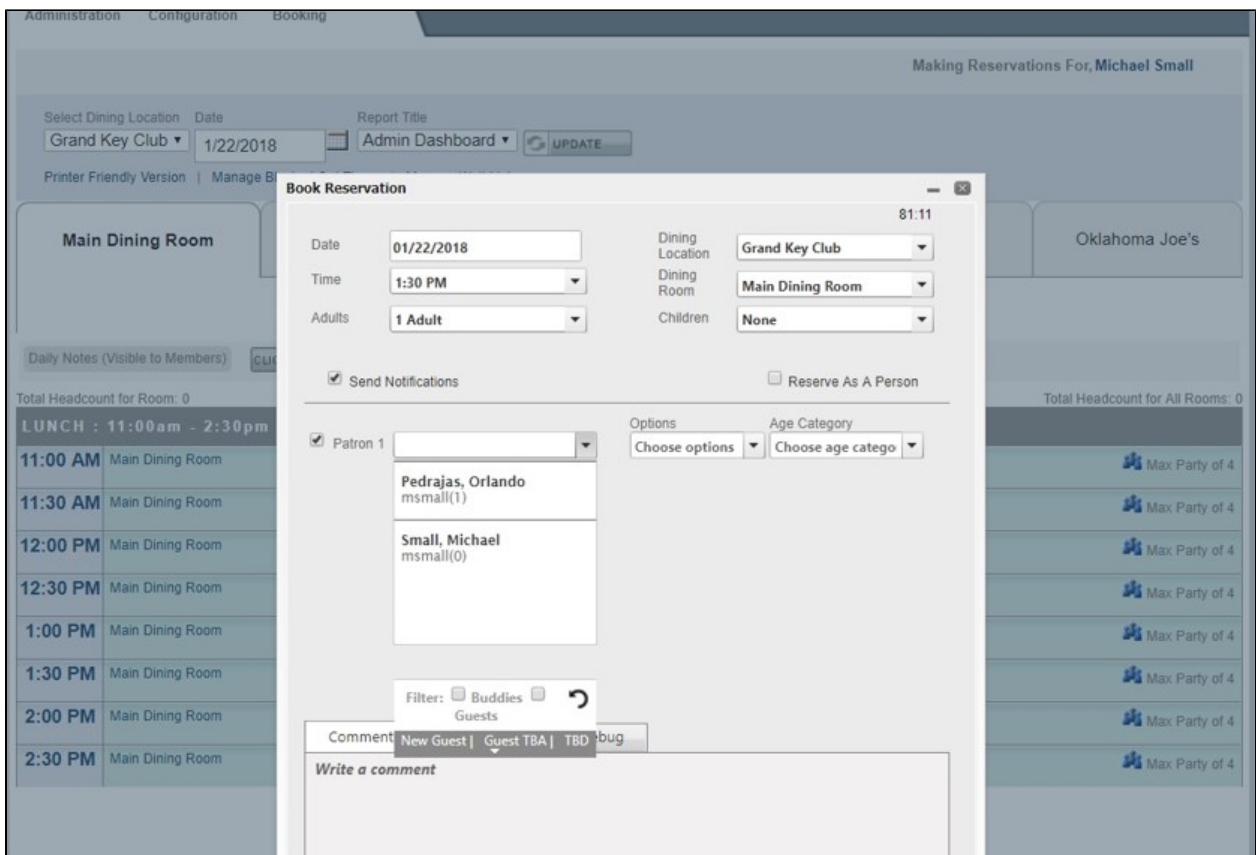 Administration Configuration Booking
Making Reservations For, Michael Small
Select Dining Location Date Report Title
Grand Key Club 1/22/2018 Admin Dashboard UPDATE
Printer Friendly Version | Manage
Book Reservation
81:11
Main Dining Room
Oklahoma Joe's
Date 01/22/2018 Dining Location Grand Key Club
Time 1:30 PM Dining Room Main Dining Room
Adults 1 Adult Children None
Daily Notes (Visible to Members)
Send Notifications Reserve As A Person
Total Headcount for Room: 0 Total Headcount for All Rooms: 0
LUNCH : 11:00am - 2:30pm
Options Age Category
Patron 1 Choose options Choose age catego
Pedrajas, Orlando
msmall(1)
Small, Michael
msmall(0)
11:00 AM Main Dining Room Max Party of 4
11:30 AM Main Dining Room Max Party of 4
12:00 PM Main Dining Room Max Party of 4
12:30 PM Main Dining Room Max Party of 4
1:00 PM Main Dining Room Max Party of 4
1:30 PM Main Dining Room Max Party of 4
2:00 PM Main Dining Room Max Party of 4
2:30 PM Main Dining Room Max Party of 4
Filter: Buddies
Guests
Comment New Guest | Guest TBA | TBD bug
Write a comment